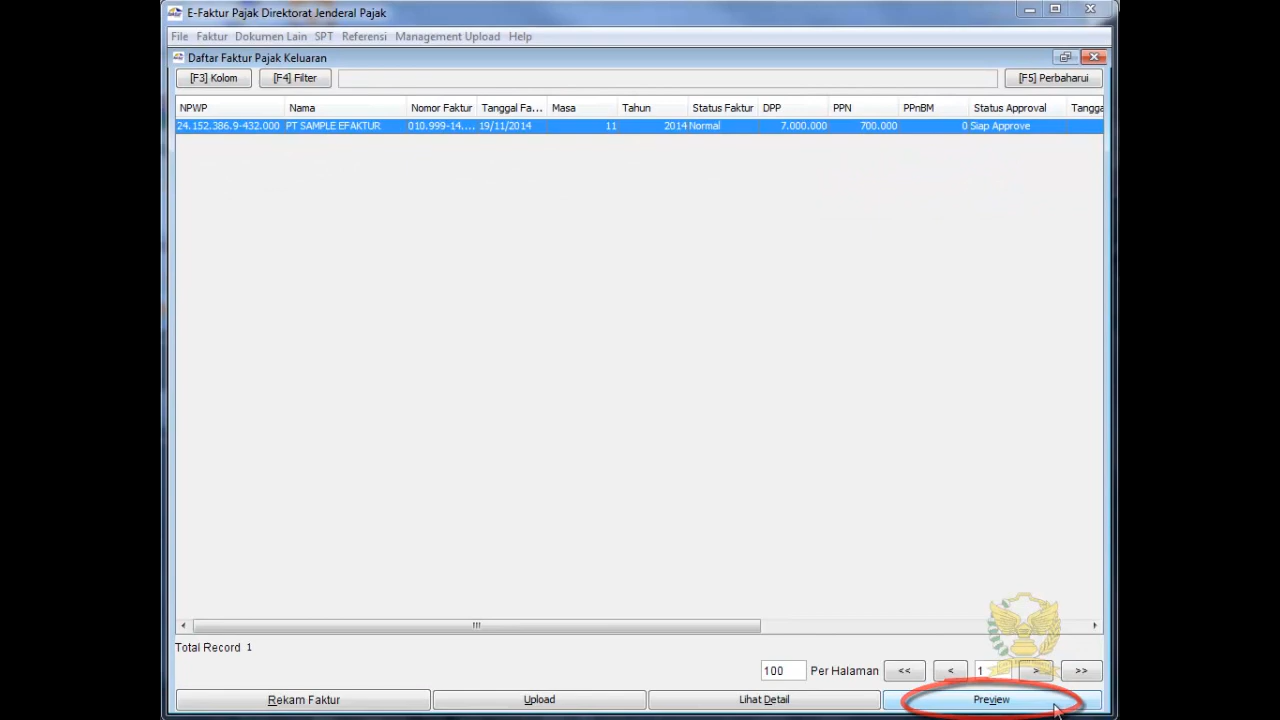 E-Faktur Pajak Direktorat Jenderal Pajak
File Faktur Dokumen Lain SPT Referensi Management Upload Help
Daftar Faktur Pajak Keluaran
[F3] Kolom [F4] Filter [F5] Perbaharui
NPWP Nama Nomor Faktur Tanggal Fa... Masa Tahun Status Faktur DPP PPN PPnBM Status Approval Tangga
24.152.386.9-432.000 PT SAMPLE EFAKTUR 010.999-14.... 19/11/2014 11 2014 Normal 7.000.000 700.000 0 Siap Approve
Total Record 1
100 Per Halaman << < 1 > >>
Rekam Faktur Upload Lihat Detail Preview